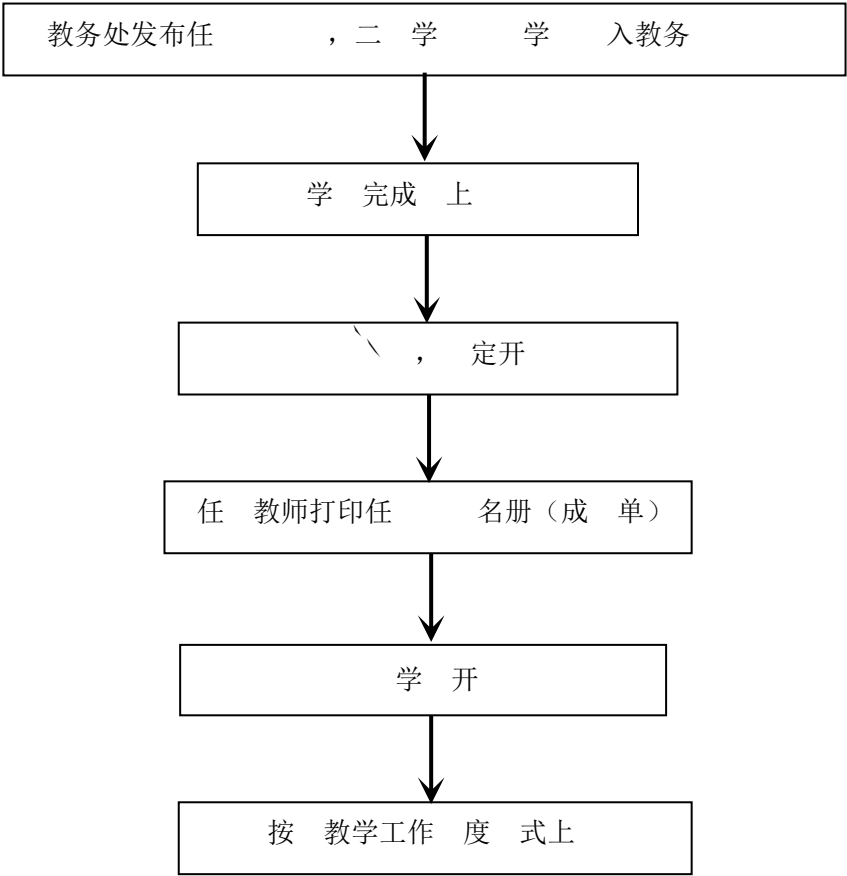 教务处发布任 ，二 学 学 入教务
学 完成 上
， 定开
任 教师打印任 名册（成 单）
学 开
按 教学工作 度 式上